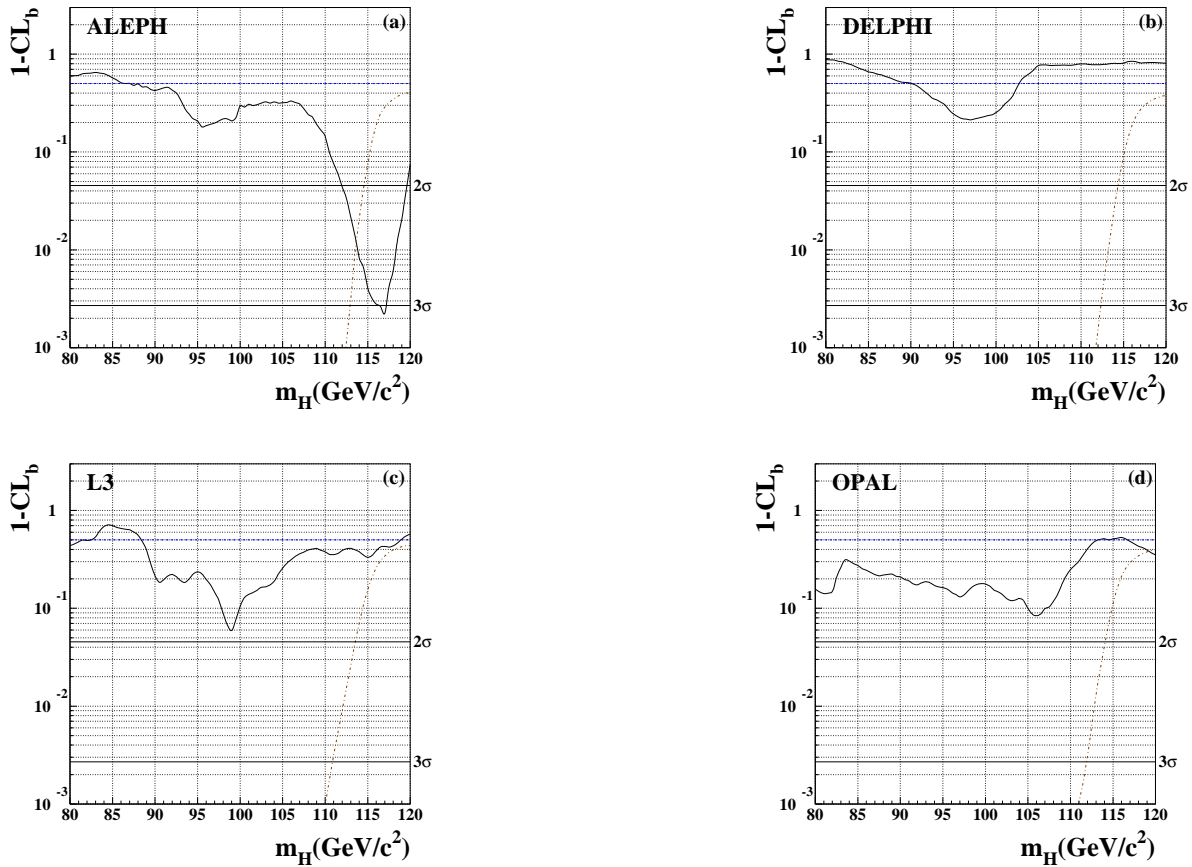 ALEPH
(a)
1-CL_b
1
10^-1
10^-2
10^-3
2σ
3σ
80 85 90 95 100 105 110 115 120
m_H(GeV/c^2)
DELPHI
(b)
1-CL_b
1
10^-1
10^-2
10^-3
2σ
3σ
80 85 90 95 100 105 110 115 120
m_H(GeV/c^2)
L3
(c)
1-CL_b
1
10^-1
10^-2
10^-3
2σ
3σ
80 85 90 95 100 105 110 115 120
m_H(GeV/c^2)
OPAL
(d)
1-CL_b
1
10^-1
10^-2
10^-3
2σ
3σ
80 85 90 95 100 105 110 115 120
m_H(GeV/c^2)